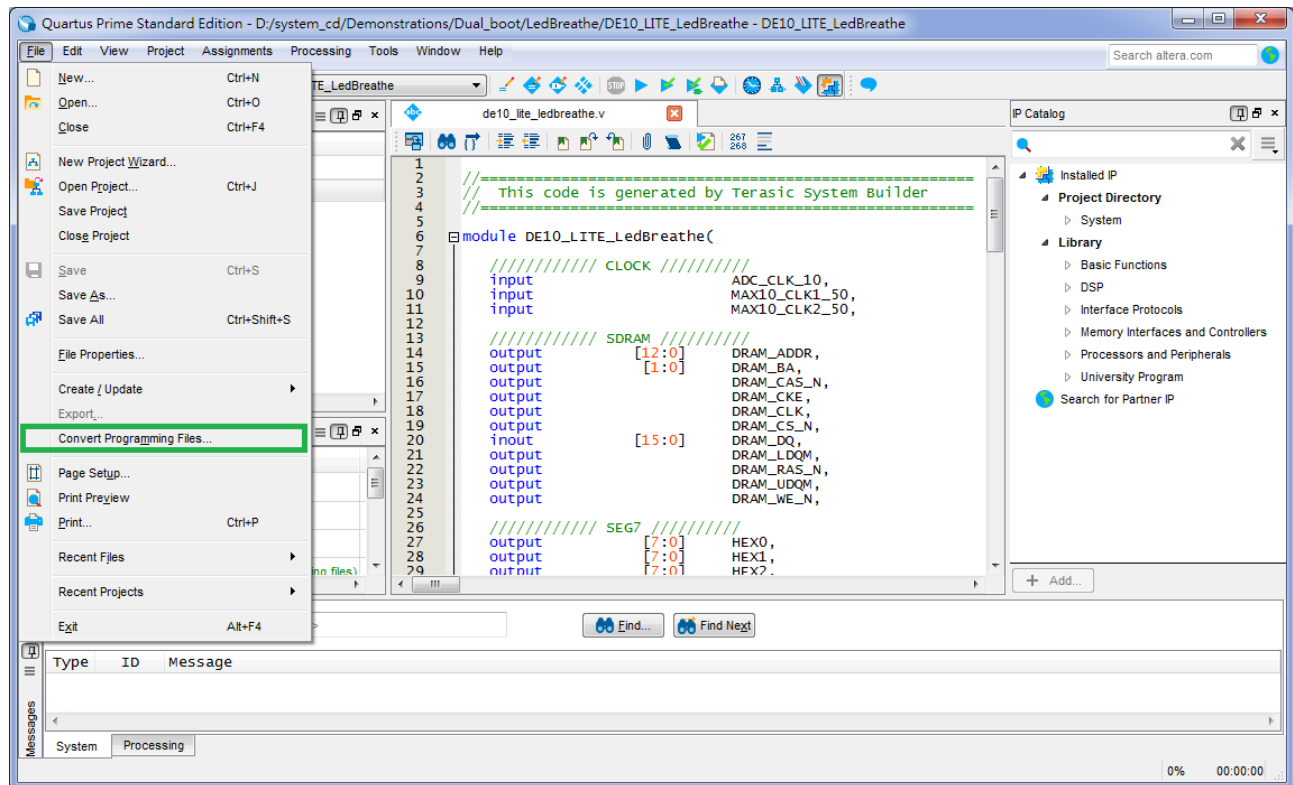 Quartus Prime Standard Edition - D:/system_cd/Demonstrations/Dual_boot/LedBreathe/DE10_LITE_LedBreathe - DE10_LITE_LedBreathe
File Edit View Project Assignments Processing Tools Window Help
Search altera.com
New... Ctrl+N
Open... Ctrl+O
Close Ctrl+F4
New Project Wizard...
Open Project... Ctrl+J
Save Project
Close Project
Save Ctrl+S
Save As...
Save All Ctrl+Shift+S
File Properties...
Create / Update
Export...
Convert Programming Files...
Page Setup...
Print Preview
Print... Ctrl+P
Recent Files
Recent Projects
Exit Alt+F4
TE_LedBreathe
STOP
abc
de10_lite_ledbreathe.v
267
268
1
2 //=======================================================
3 // This code is generated by Terasic System Builder
4 //=======================================================
5
6 module DE10_LITE_LedBreathe(
7
8 //////////// CLOCK //////////
9 input ADC_CLK_10,
10 input MAX10_CLK1_50,
11 input MAX10_CLK2_50,
12
13 //////////// SDRAM //////////
14 output [12:0] DRAM_ADDR,
15 output [1:0] DRAM_BA,
16 output DRAM_CAS_N,
17 output DRAM_CKE,
18 output DRAM_CLK,
19 output DRAM_CS_N,
20 inout [15:0] DRAM_DQ,
21 output DRAM_LDQM,
22 output DRAM_RAS_N,
23 output DRAM_UDQM,
24 output DRAM_WE_N,
25
26 //////////// SEG7 //////////
27 output [7:0] HEX0,
28 output [7:0] HEX1,
29 output [7:0] HEX2,
ing files)
IP Catalog
Installed IP
Project Directory
System
Library
Basic Functions
DSP
Interface Protocols
Memory Interfaces and Controllers
Processors and Peripherals
University Program
Search for Partner IP
+ Add...
Find... Find Next
Type ID Message
Messages
System Processing
0% 00:00:00